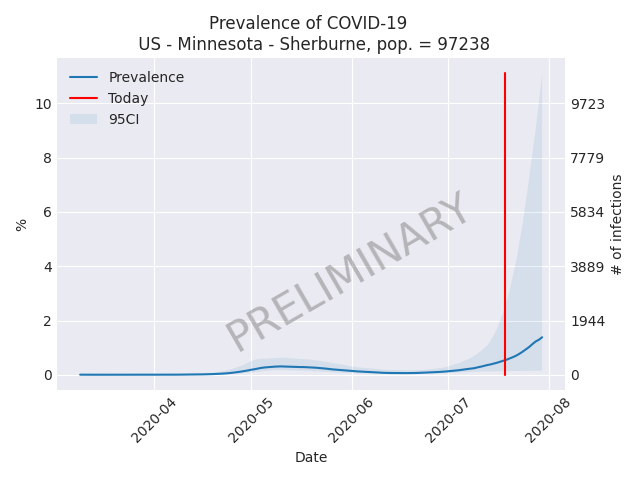 Prevalence of COVID-19
US - Minnesota - Sherburne, pop. = 97238
Prevalence
Today
95CI
%
10
8
6
4
2
0
9723
7779
5834
3889
1944
0
# of infections
PRELIMINARY
2020-04
2020-05
2020-06
2020-07
2020-08
Date